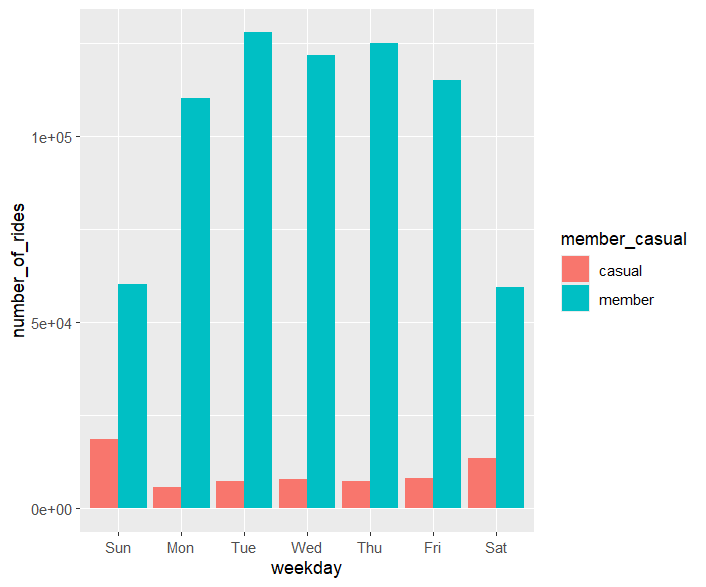 number_of_rides
1e+05
5e+04
0e+00
Sun Mon Tue Wed Thu Fri Sat
weekday
member_casual
casual
member